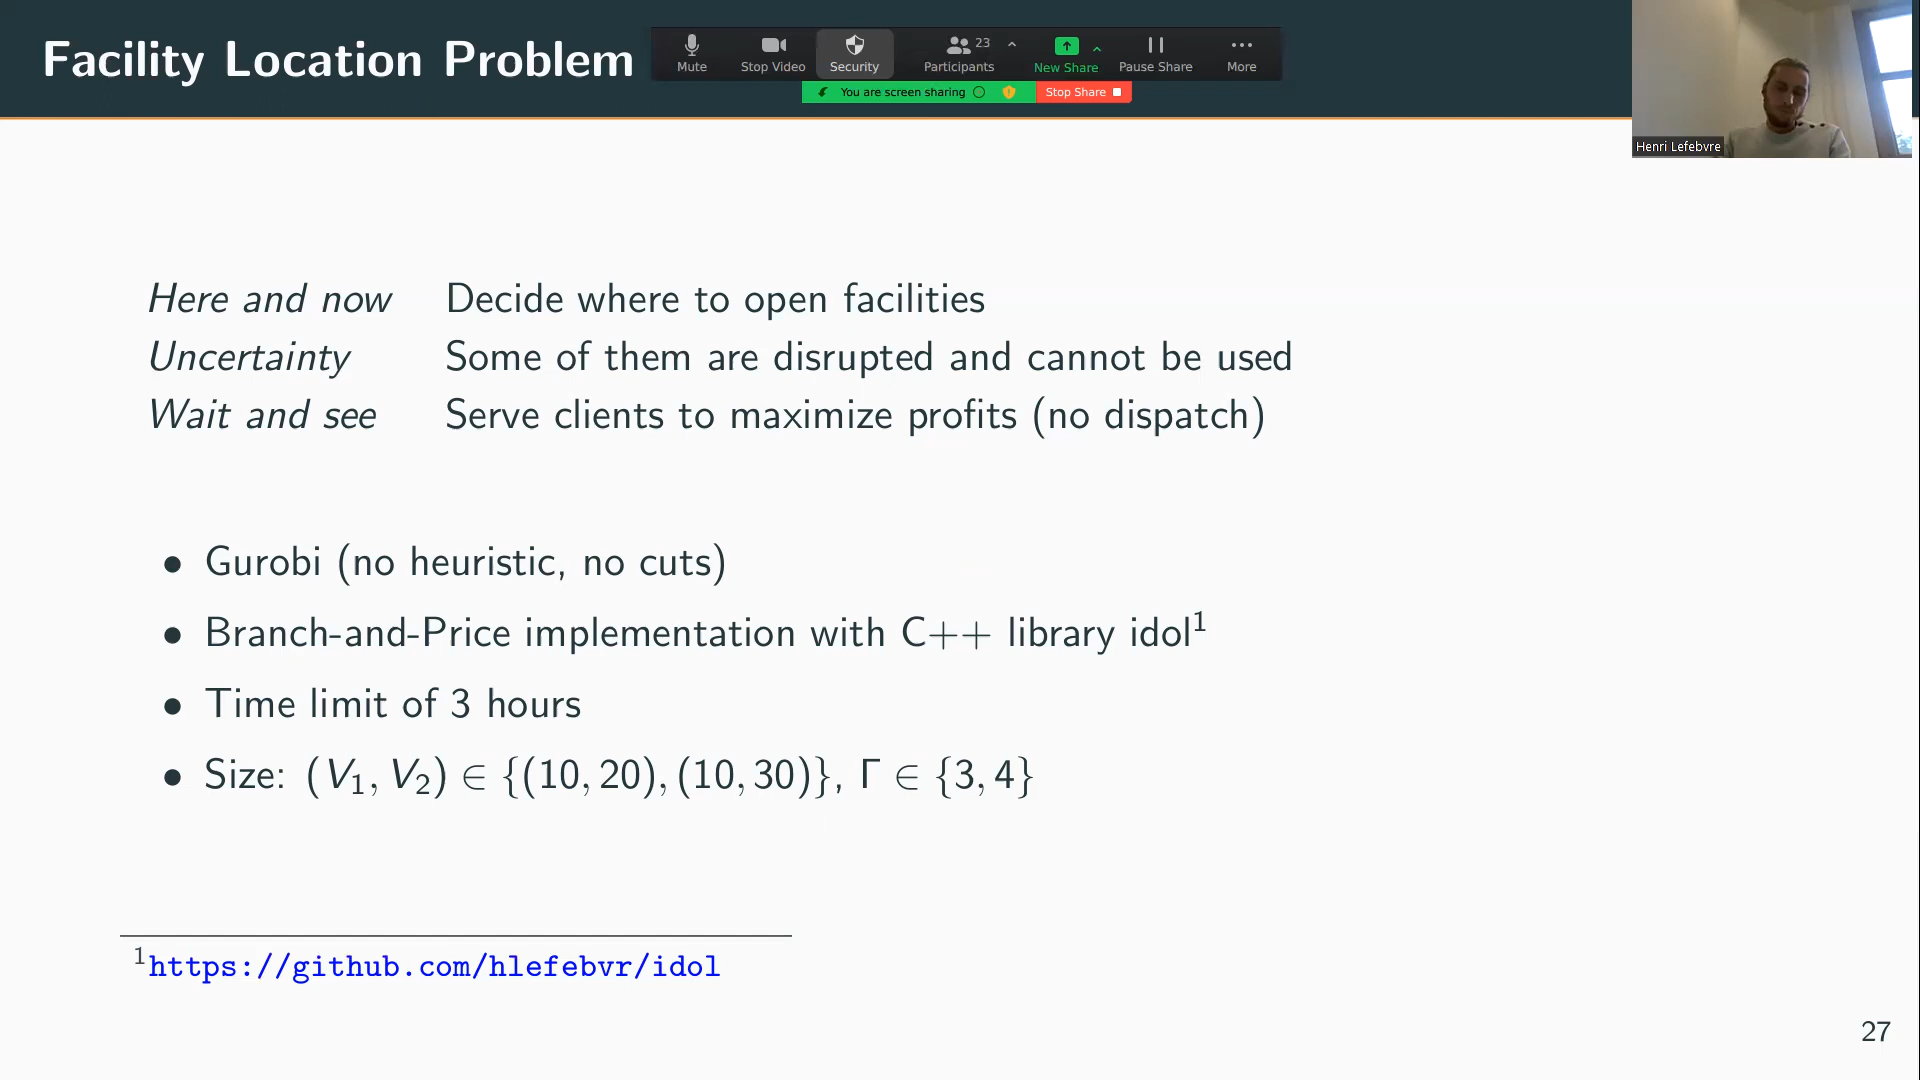 Facility Location Problem
Mute
Stop Video
Security
Participants
23
New Share
Pause Share
More
You are screen sharing
Stop Share
Henri Lefebvre
Here and now Decide where to open facilities
Uncertainty Some of them are disrupted and cannot be used
Wait and see Serve clients to maximize profits (no dispatch)
• Gurobi (no heuristic, no cuts)
• Branch-and-Price implementation with C++ library idol¹
• Time limit of 3 hours
• Size: (V₁, V₂) ∈ {(10, 20), (10, 30)}, Γ ∈ {3, 4}
¹https://github.com/hlefebvr/idol
27